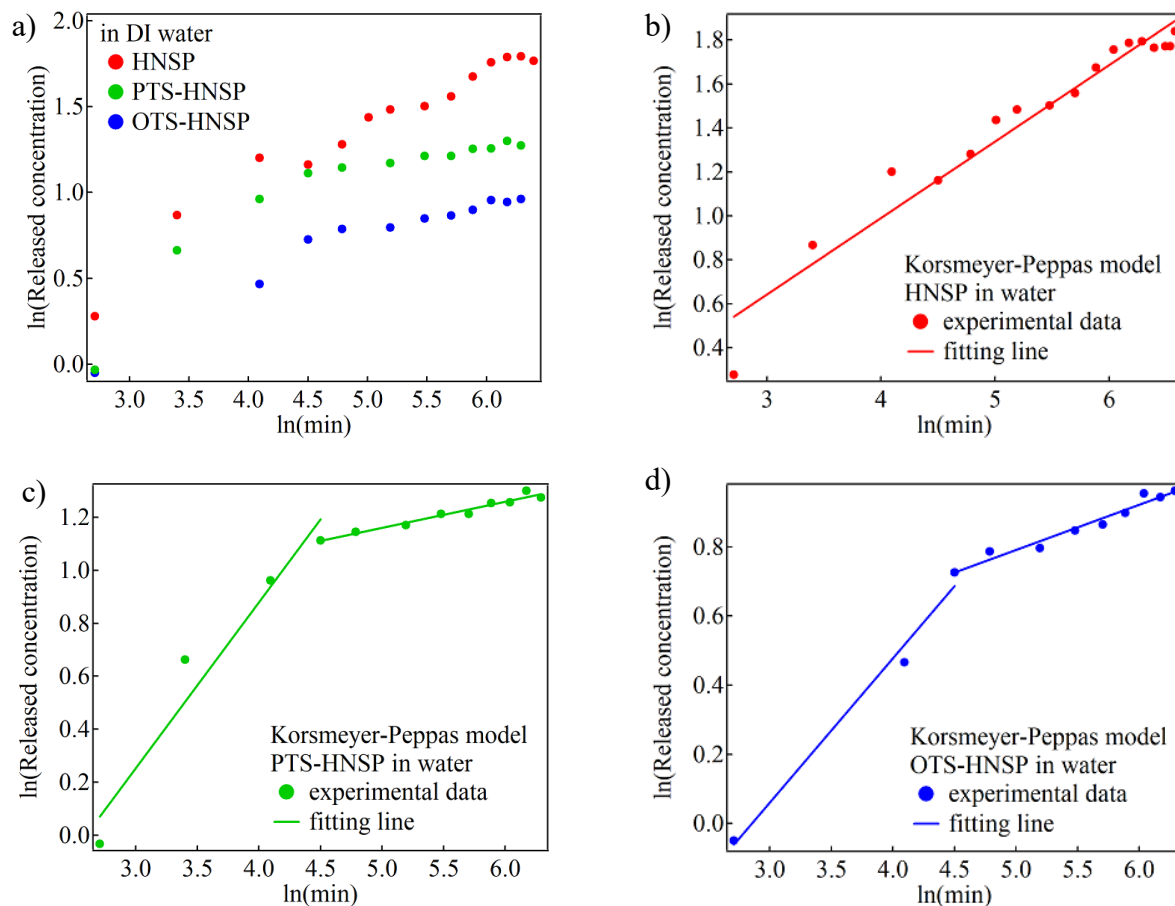 a)
in DI water
HNSP
PTS-HNSP
OTS-HNSP
2.0
1.5
1.0
0.5
0.0
ln(Released concentration)
3.0 3.5 4.0 4.5 5.0 5.5 6.0
ln(min)
b)
1.8
1.6
1.4
1.2
1.0
0.8
0.6
0.4
ln(Released concentration)
Korsmeyer-Peppas model
HNSP in water
experimental data
fitting line
3 4 5 6
ln(min)
c)
1.2
1.0
0.8
0.6
0.4
0.2
0.0
ln(Released concentration)
Korsmeyer-Peppas model
PTS-HNSP in water
experimental data
fitting line
3.0 3.5 4.0 4.5 5.0 5.5 6.0
ln(min)
d)
0.8
0.6
0.4
0.2
0.0
ln(Released concentration)
Korsmeyer-Peppas model
OTS-HNSP in water
experimental data
fitting line
3.0 3.5 4.0 4.5 5.0 5.5 6.0
ln(min)